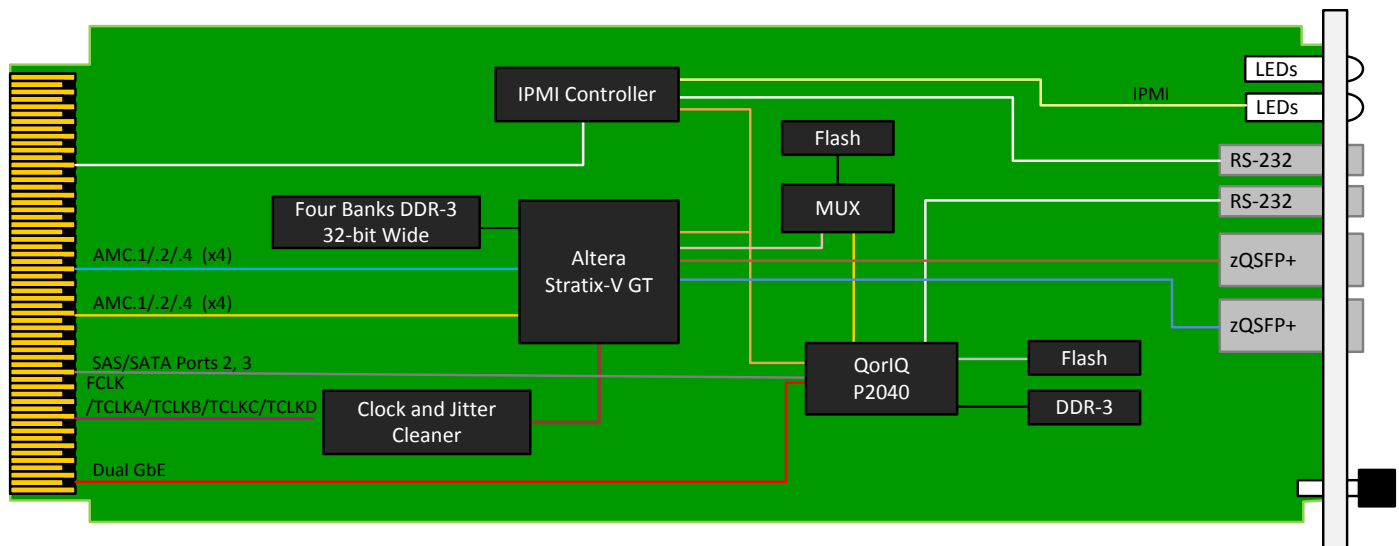 LEDs
IPMI Controller
IPMI
LEDs
Flash
RS-232
MUX
RS-232
Four Banks DDR-3
32-bit Wide
Altera
Stratix-V GT
AMC.1/.2/.4 (x4)
zQSFP+
AMC.1/.2/.4 (x4)
zQSFP+
SAS/SATA Ports 2, 3
QorIQ
P2040
Flash
FCLK
/TCLKA/TCLKB/TCLKC/TCLKD
Clock and Jitter
Cleaner
DDR-3
Dual GbE